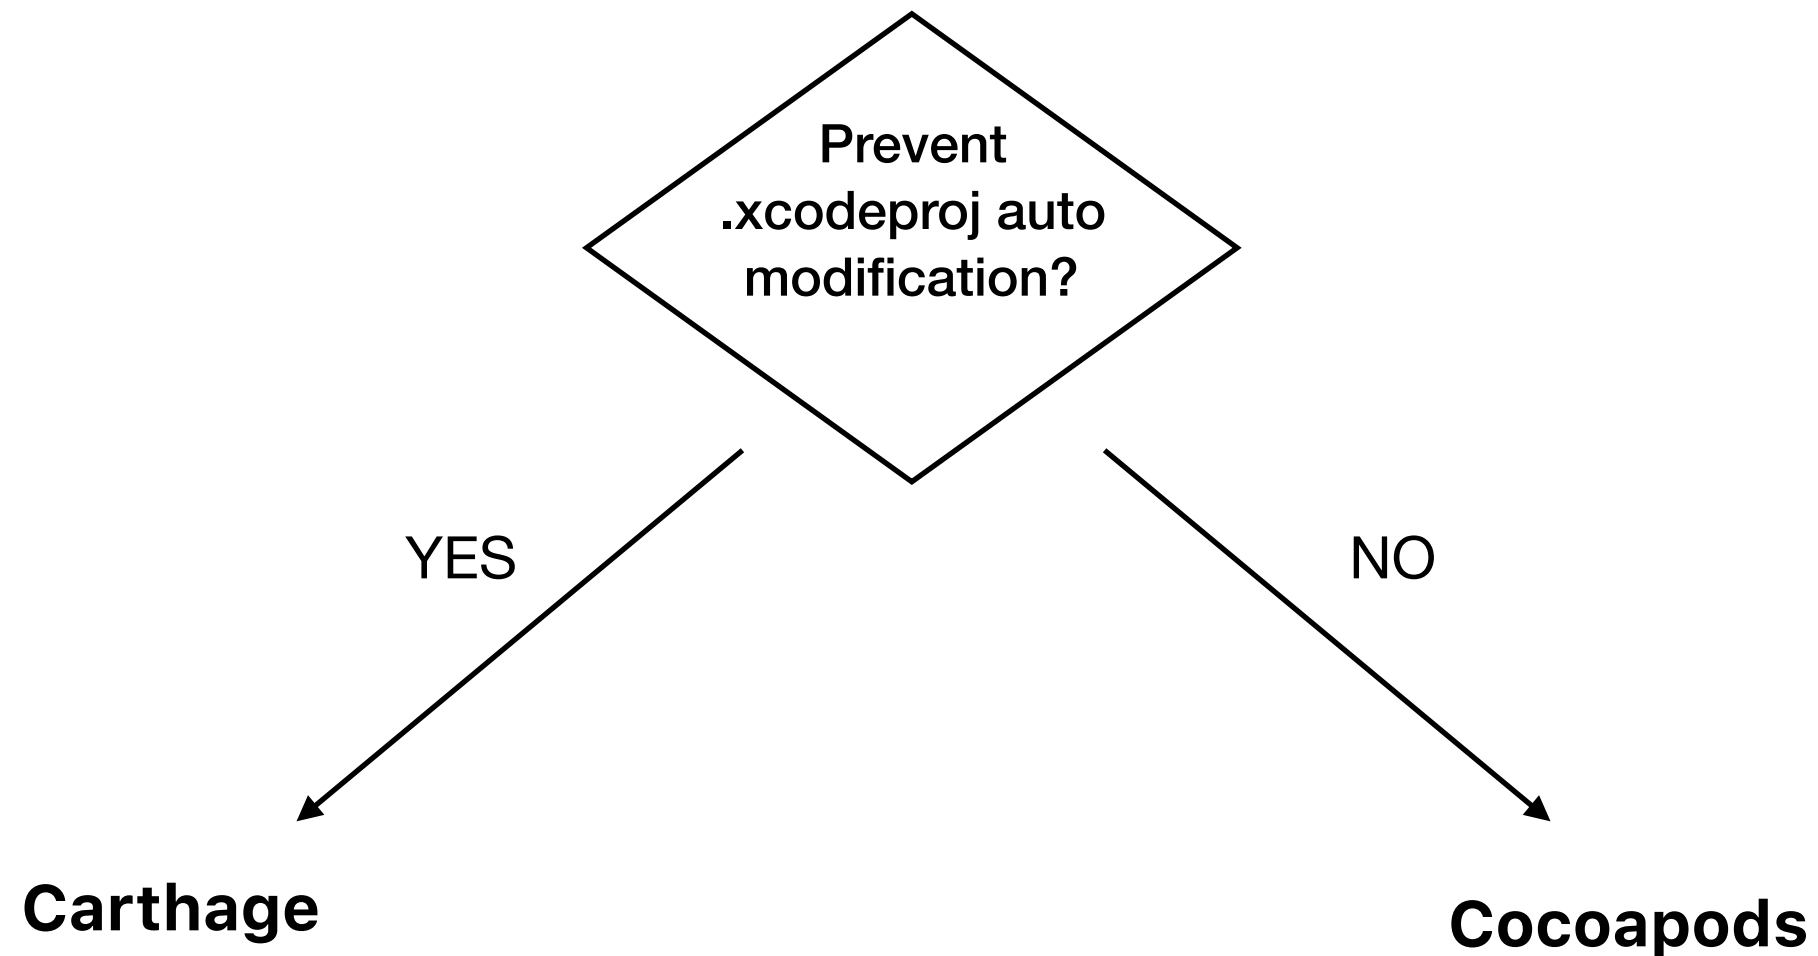 Prevent
.xcodeproj auto
modification?
YES
NO
Carthage
Cocoapods